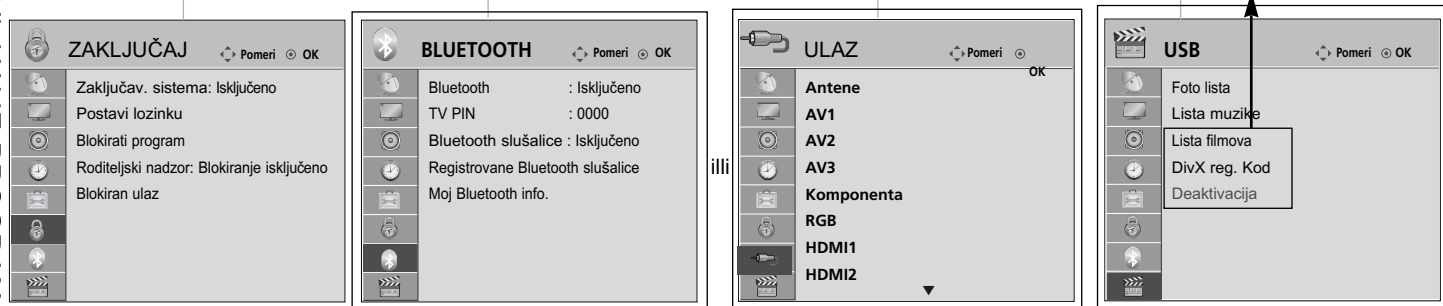 ZAKLJUČAJ Pomeri OK
Zaključav. sistema: Isključeno
Postavi lozinku
Blokirati program
Roditeljski nadzor: Blokiranje isključeno
Blokiran ulaz
BLUETOOTH Pomeri OK
Bluetooth : Isključeno
TV PIN : 0000
Bluetooth slušalice : Isključeno
Registrovane Bluetooth slušalice
Moj Bluetooth info.
illi
ULAZ Pomeri
OK
Antene
AV1
AV2
AV3
Komponenta
RGB
HDMI1
HDMI2
USB Pomeri OK
Foto lista
Lista muzike
Lista filmova
DivX reg. Kod
Deaktivacija